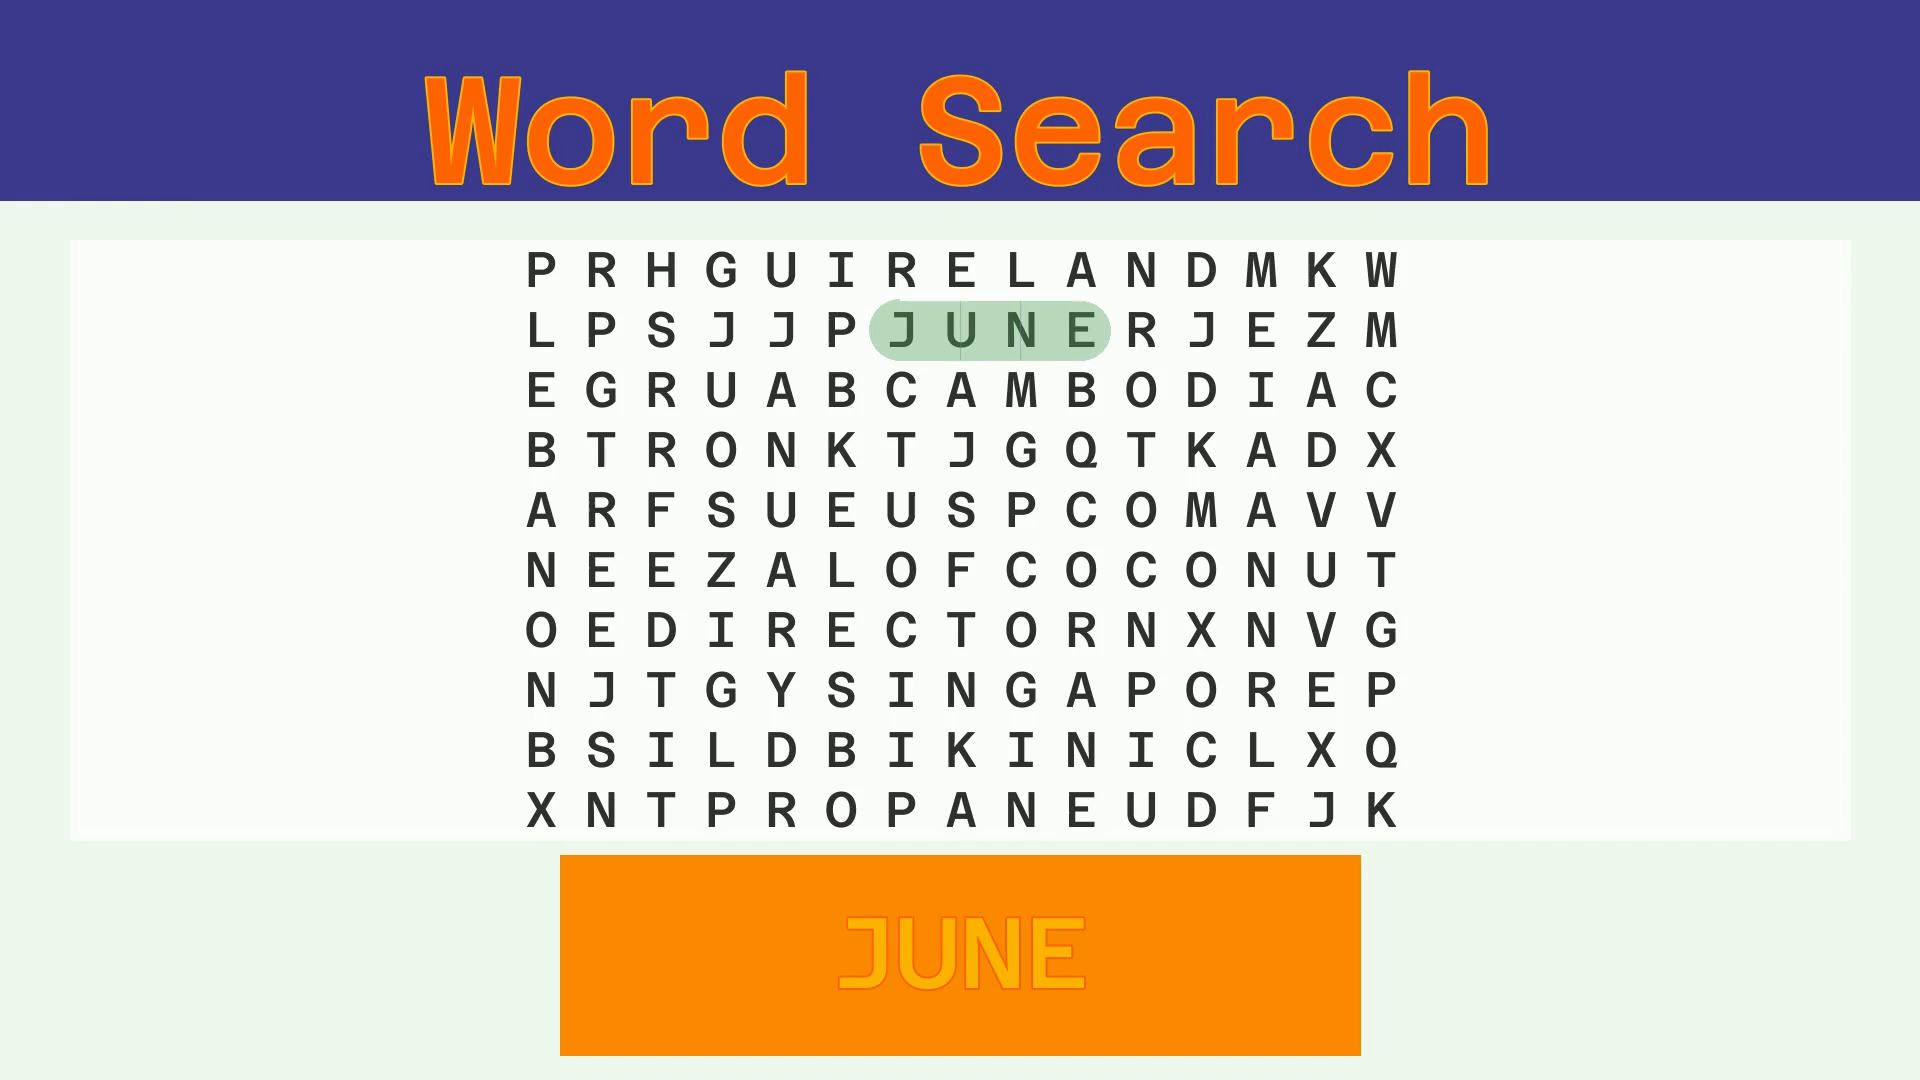 Word Search
P R H G U I R E L A N D M K W
L P S J J P J U N E R J E Z M
E G R U A B C A M B O D I A C
B T R O N K T J G Q T K A D X
A R F S U E U S P C O M A V V
N E E Z A L O F C O C O N U T
O E D I R E C T O R N X N V G
N J T G Y S I N G A P O R E P
B S I L D B I K I N I C L X Q
X N T P R O P A N E U D F J K
JUNE